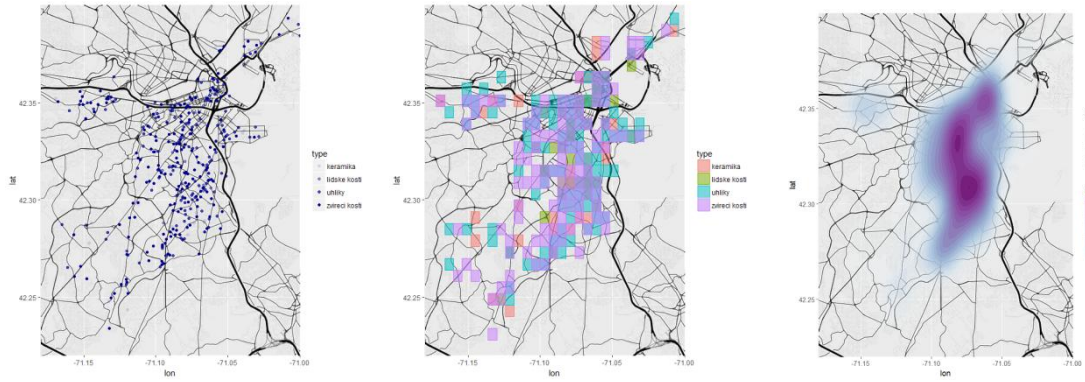 42.35
42.30
42.25
lat
-71.15
-71.10
-71.05
-71.00
lon
type
keramika
lidske kosti
uhliky
zvireci kosti
42.35
42.30
42.25
lat
-71.15
-71.10
-71.05
-71.00
lon
type
keramika
lidske kosti
uhliky
zvireci kosti
42.35
42.30
42.25
lat
-71.15
-71.10
-71.05
-71.00
lon